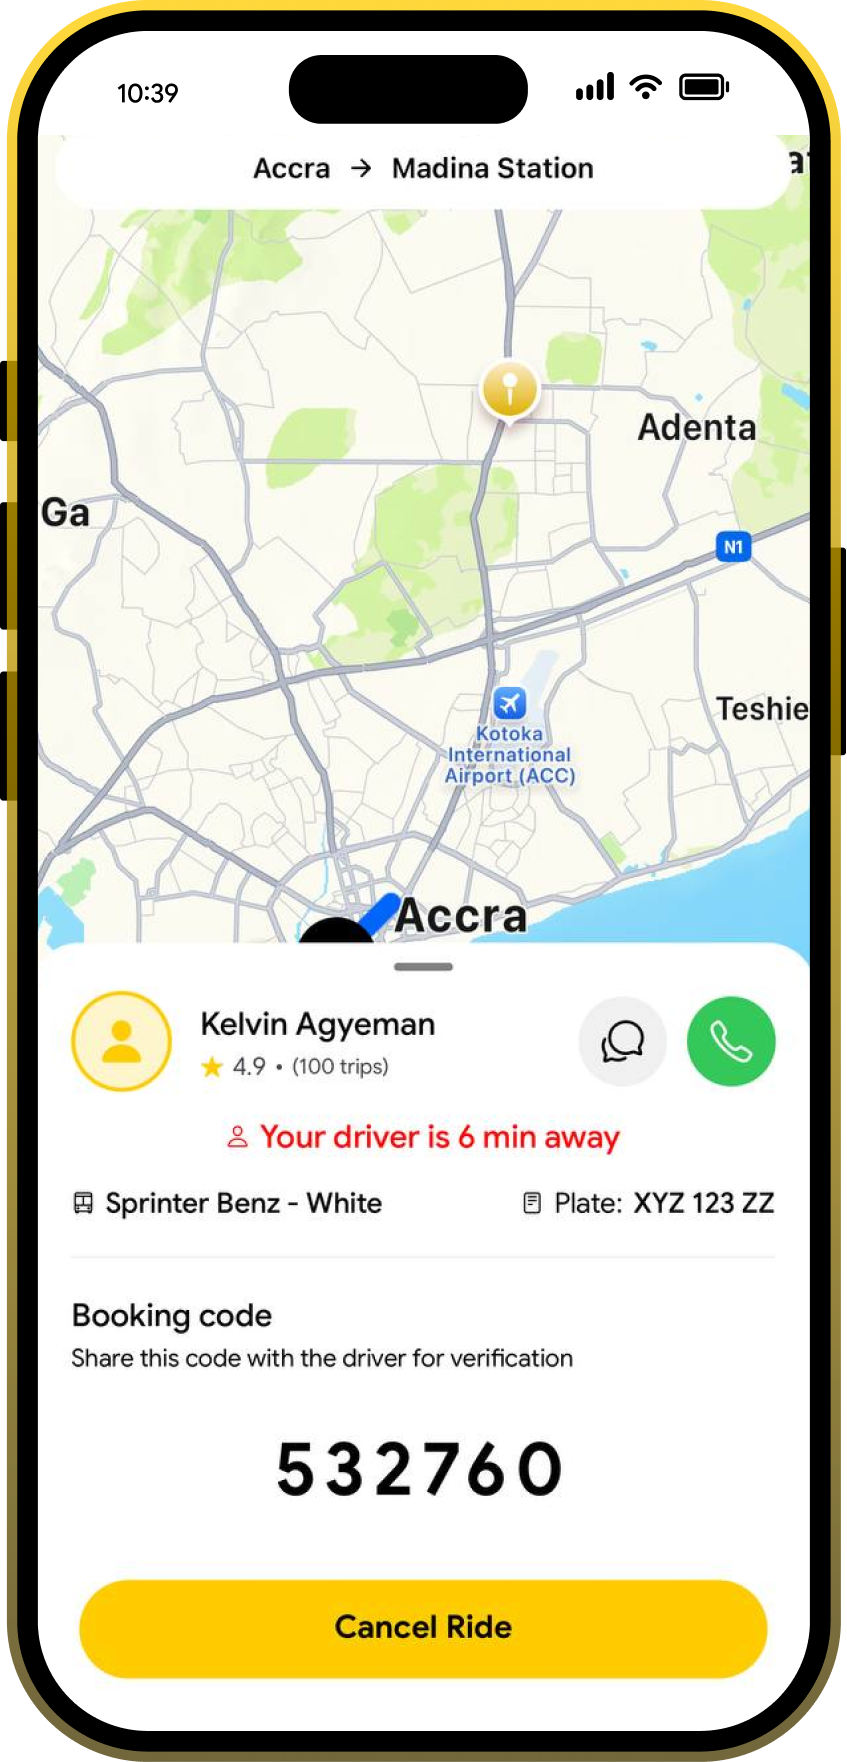 10:39
Accra → Madina Station
Adenta
Ga
N1
Teshie
Kotoka
International
Airport (ACC)
Accra
Kelvin Agyeman
4.9 • (100 trips)
Your driver is 6 min away
Sprinter Benz - White
Plate: XYZ 123 ZZ
Booking code
Share this code with the driver for verification
532760
Cancel Ride